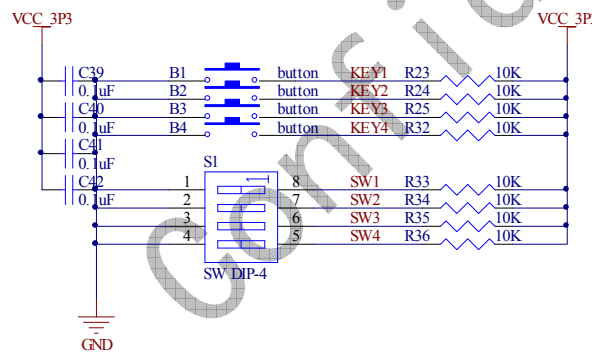 VCC_3P3 VCC_3P3
C39 B1 button KEY1 R23 10K
0.1uF B2 KEY2 R24 10K
C40 B3 button KEY3 R25 10K
0.1uF B4 button KEY4 R32 10K
C41
0.1uF
S1
C42 1 1 8 SW1 R33 10K
0.1uF 2 7 SW2 R34 10K
3 6 SW3 R35 10K
4 5 SW4 R36 10K
SW DIP-4
GND
Confi